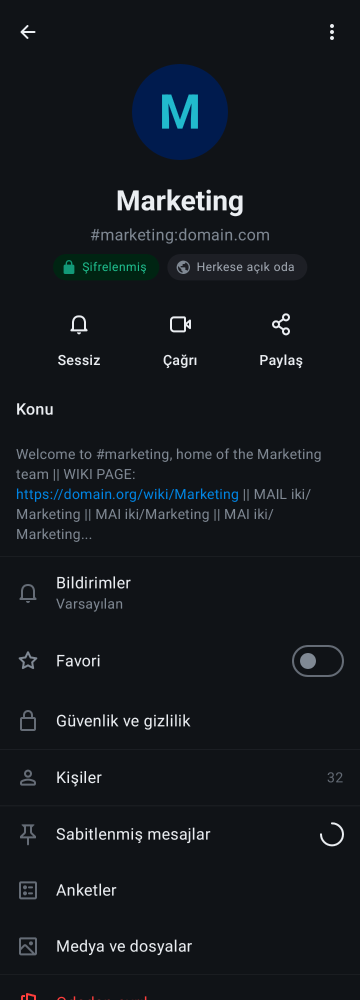 M
Marketing
#marketing:domain.com
Şifrelenmiş Herkese açık oda
Sessiz Çağrı Paylaş
Konu
Welcome to #marketing, home of the Marketing
team || WIKI PAGE:
https://domain.org/wiki/Marketing || MAIL iki/
Marketing || MAI iki/Marketing || MAI iki/
Marketing...
Bildirimler
Varsayılan
Favori
Güvenlik ve gizlilik
Kişiler 32
Sabitlenmiş mesajlar
Anketler
Medya ve dosyalar